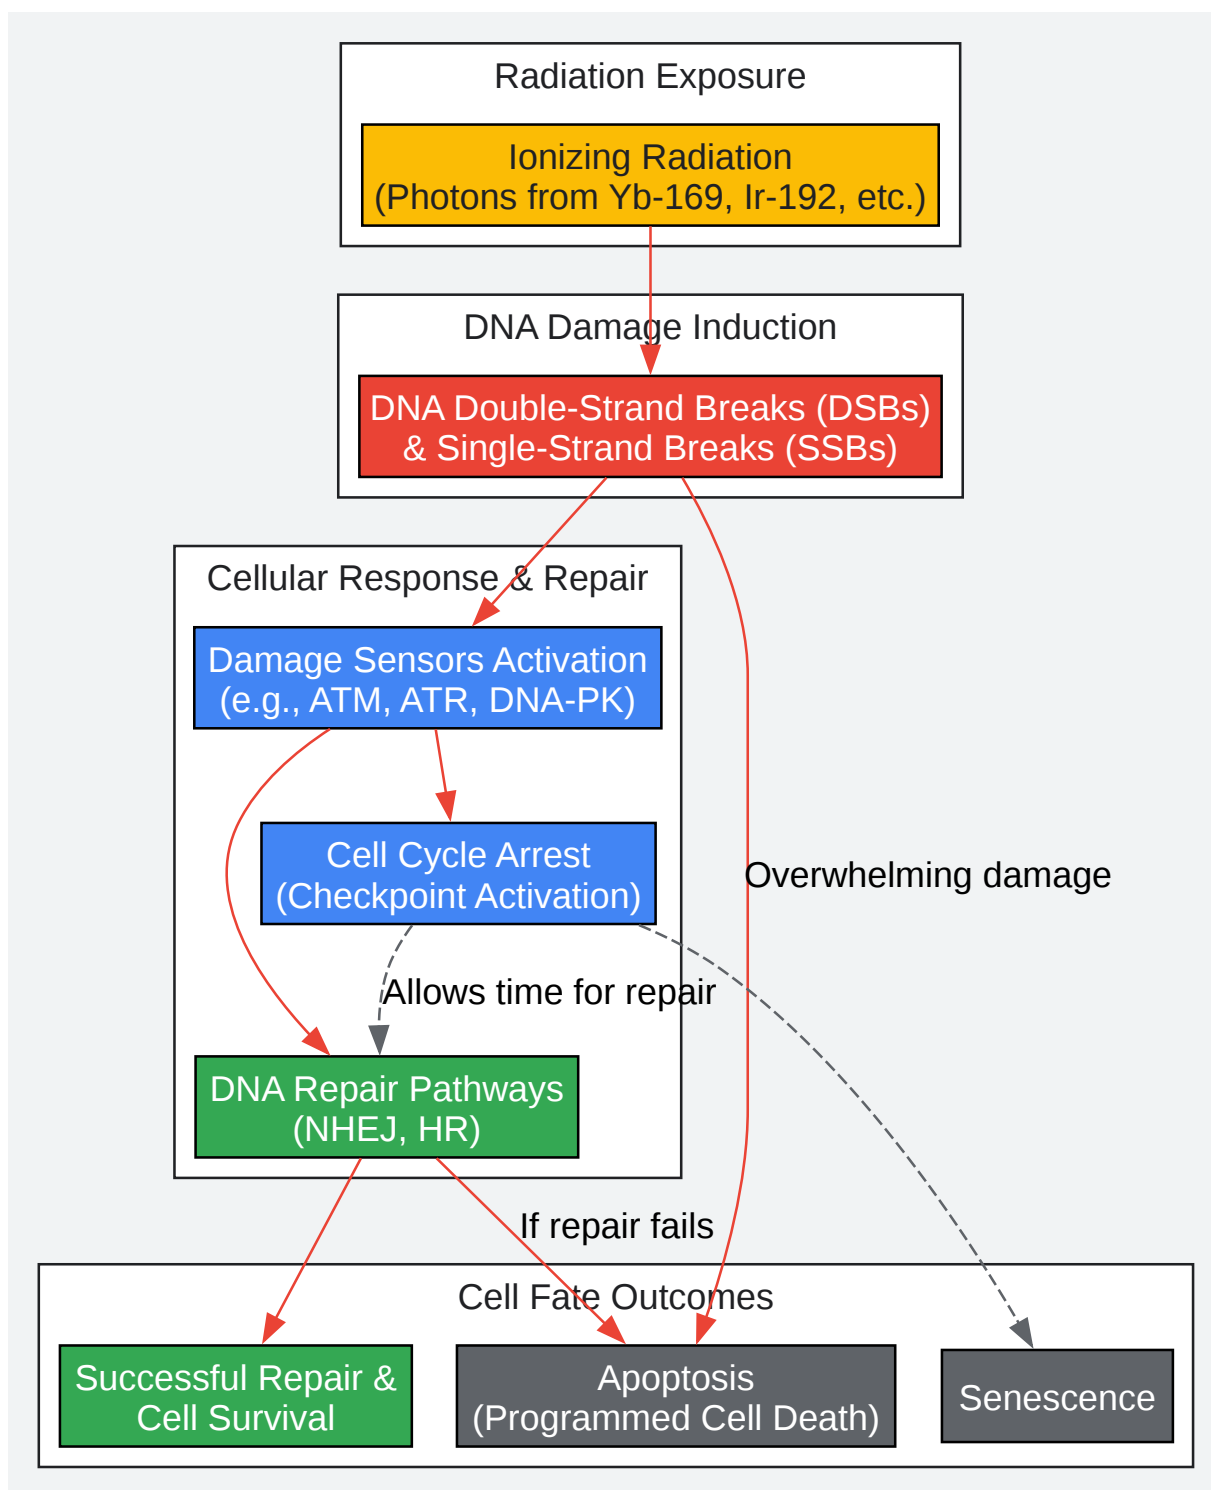 Radiation Exposure
Ionizing Radiation
(Photons from Yb-169, Ir-192, etc.)
DNA Damage Induction
DNA Double-Strand Breaks (DSBs)
& Single-Strand Breaks (SSBs)
Cellular Response & Repair
Damage Sensors Activation
(e.g., ATM, ATR, DNA-PK)
Cell Cycle Arrest
(Checkpoint Activation)
Overwhelming damage
Allows time for repair
DNA Repair Pathways
(NHEJ, HR)
If repair fails
Cell Fate Outcomes
Successful Repair &
Cell Survival
Apoptosis
(Programmed Cell Death)
Senescence